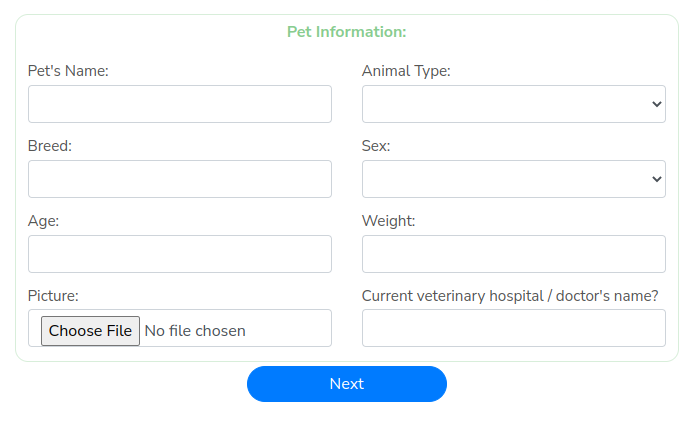 Pet Information:
Pet's Name:
Animal Type:
Breed:
Sex:
Age:
Weight:
Picture:
Current veterinary hospital / doctor's name?
Choose File No file chosen
Next